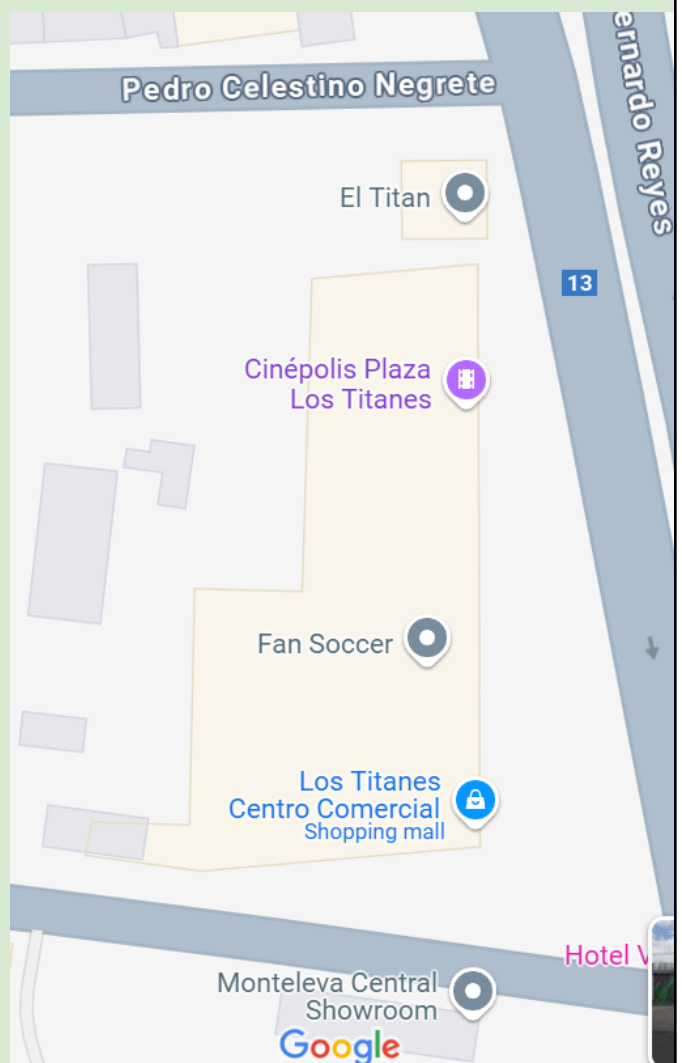 Pedro Celestino Negrete
ernardo Reyes
El Titan
13
Cinépolis Plaza
Los Titanes
Fan Soccer
Los Titanes
Centro Comercial
Shopping mall
Hotel V
Monteleva Central
Showroom
Google